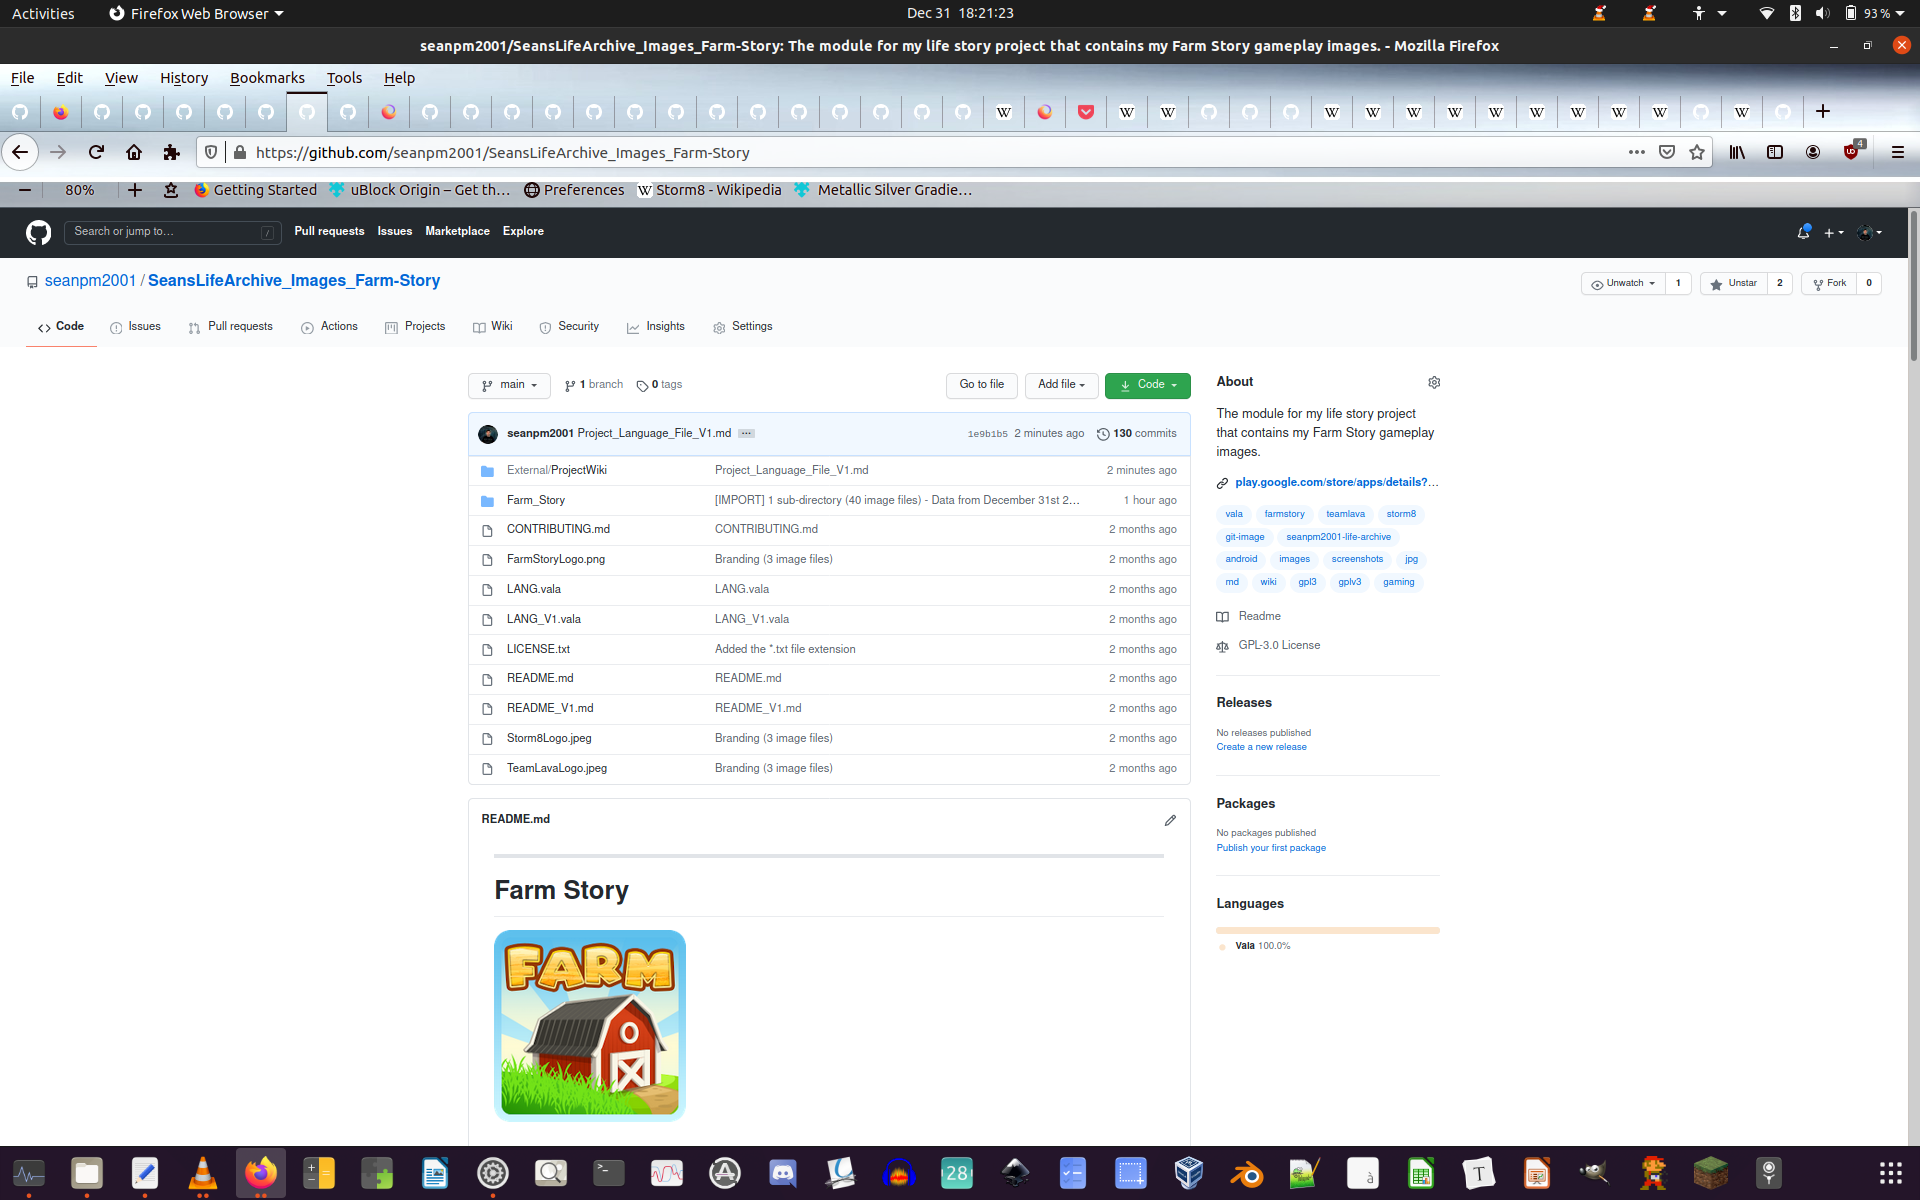 Activities Firefox Web Browser Dec 31 18:21:23 93 %
seanpm2001/SeansLifeArchive_Images_Farm-Story: The module for my life story project that contains my Farm Story gameplay images. - Mozilla Firefox
File Edit View History Bookmarks Tools Help
https://github.com/seanpm2001/SeansLifeArchive_Images_Farm-Story 4
80% Getting Started uBlock Origin – Get th… Preferences Storm8 - Wikipedia Metallic Silver Gradie…
Search or jump to… / Pull requests Issues Marketplace Explore
seanpm2001 / SeansLifeArchive_Images_Farm-Story Unwatch 1 Unstar 2 Fork 0
Code Issues Pull requests Actions Projects Wiki Security Insights Settings
main 1 branch 0 tags Go to file Add file Code
seanpm2001 Project_Language_File_V1.md ... 1e9b1b5 2 minutes ago 130 commits
External/ProjectWiki Project_Language_File_V1.md 2 minutes ago
Farm_Story [IMPORT] 1 sub-directory (40 image files) - Data from December 31st 2… 1 hour ago
CONTRIBUTING.md CONTRIBUTING.md 2 months ago
FarmStoryLogo.png Branding (3 image files) 2 months ago
LANG.vala LANG.vala 2 months ago
LANG_V1.vala LANG_V1.vala 2 months ago
LICENSE.txt Added the *.txt file extension 2 months ago
README.md README.md 2 months ago
README_V1.md README_V1.md 2 months ago
Storm8Logo.jpeg Branding (3 image files) 2 months ago
TeamLavaLogo.jpeg Branding (3 image files) 2 months ago
README.md
Farm Story
FARM
About
The module for my life story project
that contains my Farm Story gameplay
images.
play.google.com/store/apps/details?…
vala farmstory teamlava storm8
git-image seanpm2001-life-archive
android images screenshots jpg
md wiki gpl3 gplv3 gaming
Readme
GPL-3.0 License
Releases
No releases published
Create a new release
Packages
No packages published
Publish your first package
Languages
Vala 100.0%
28